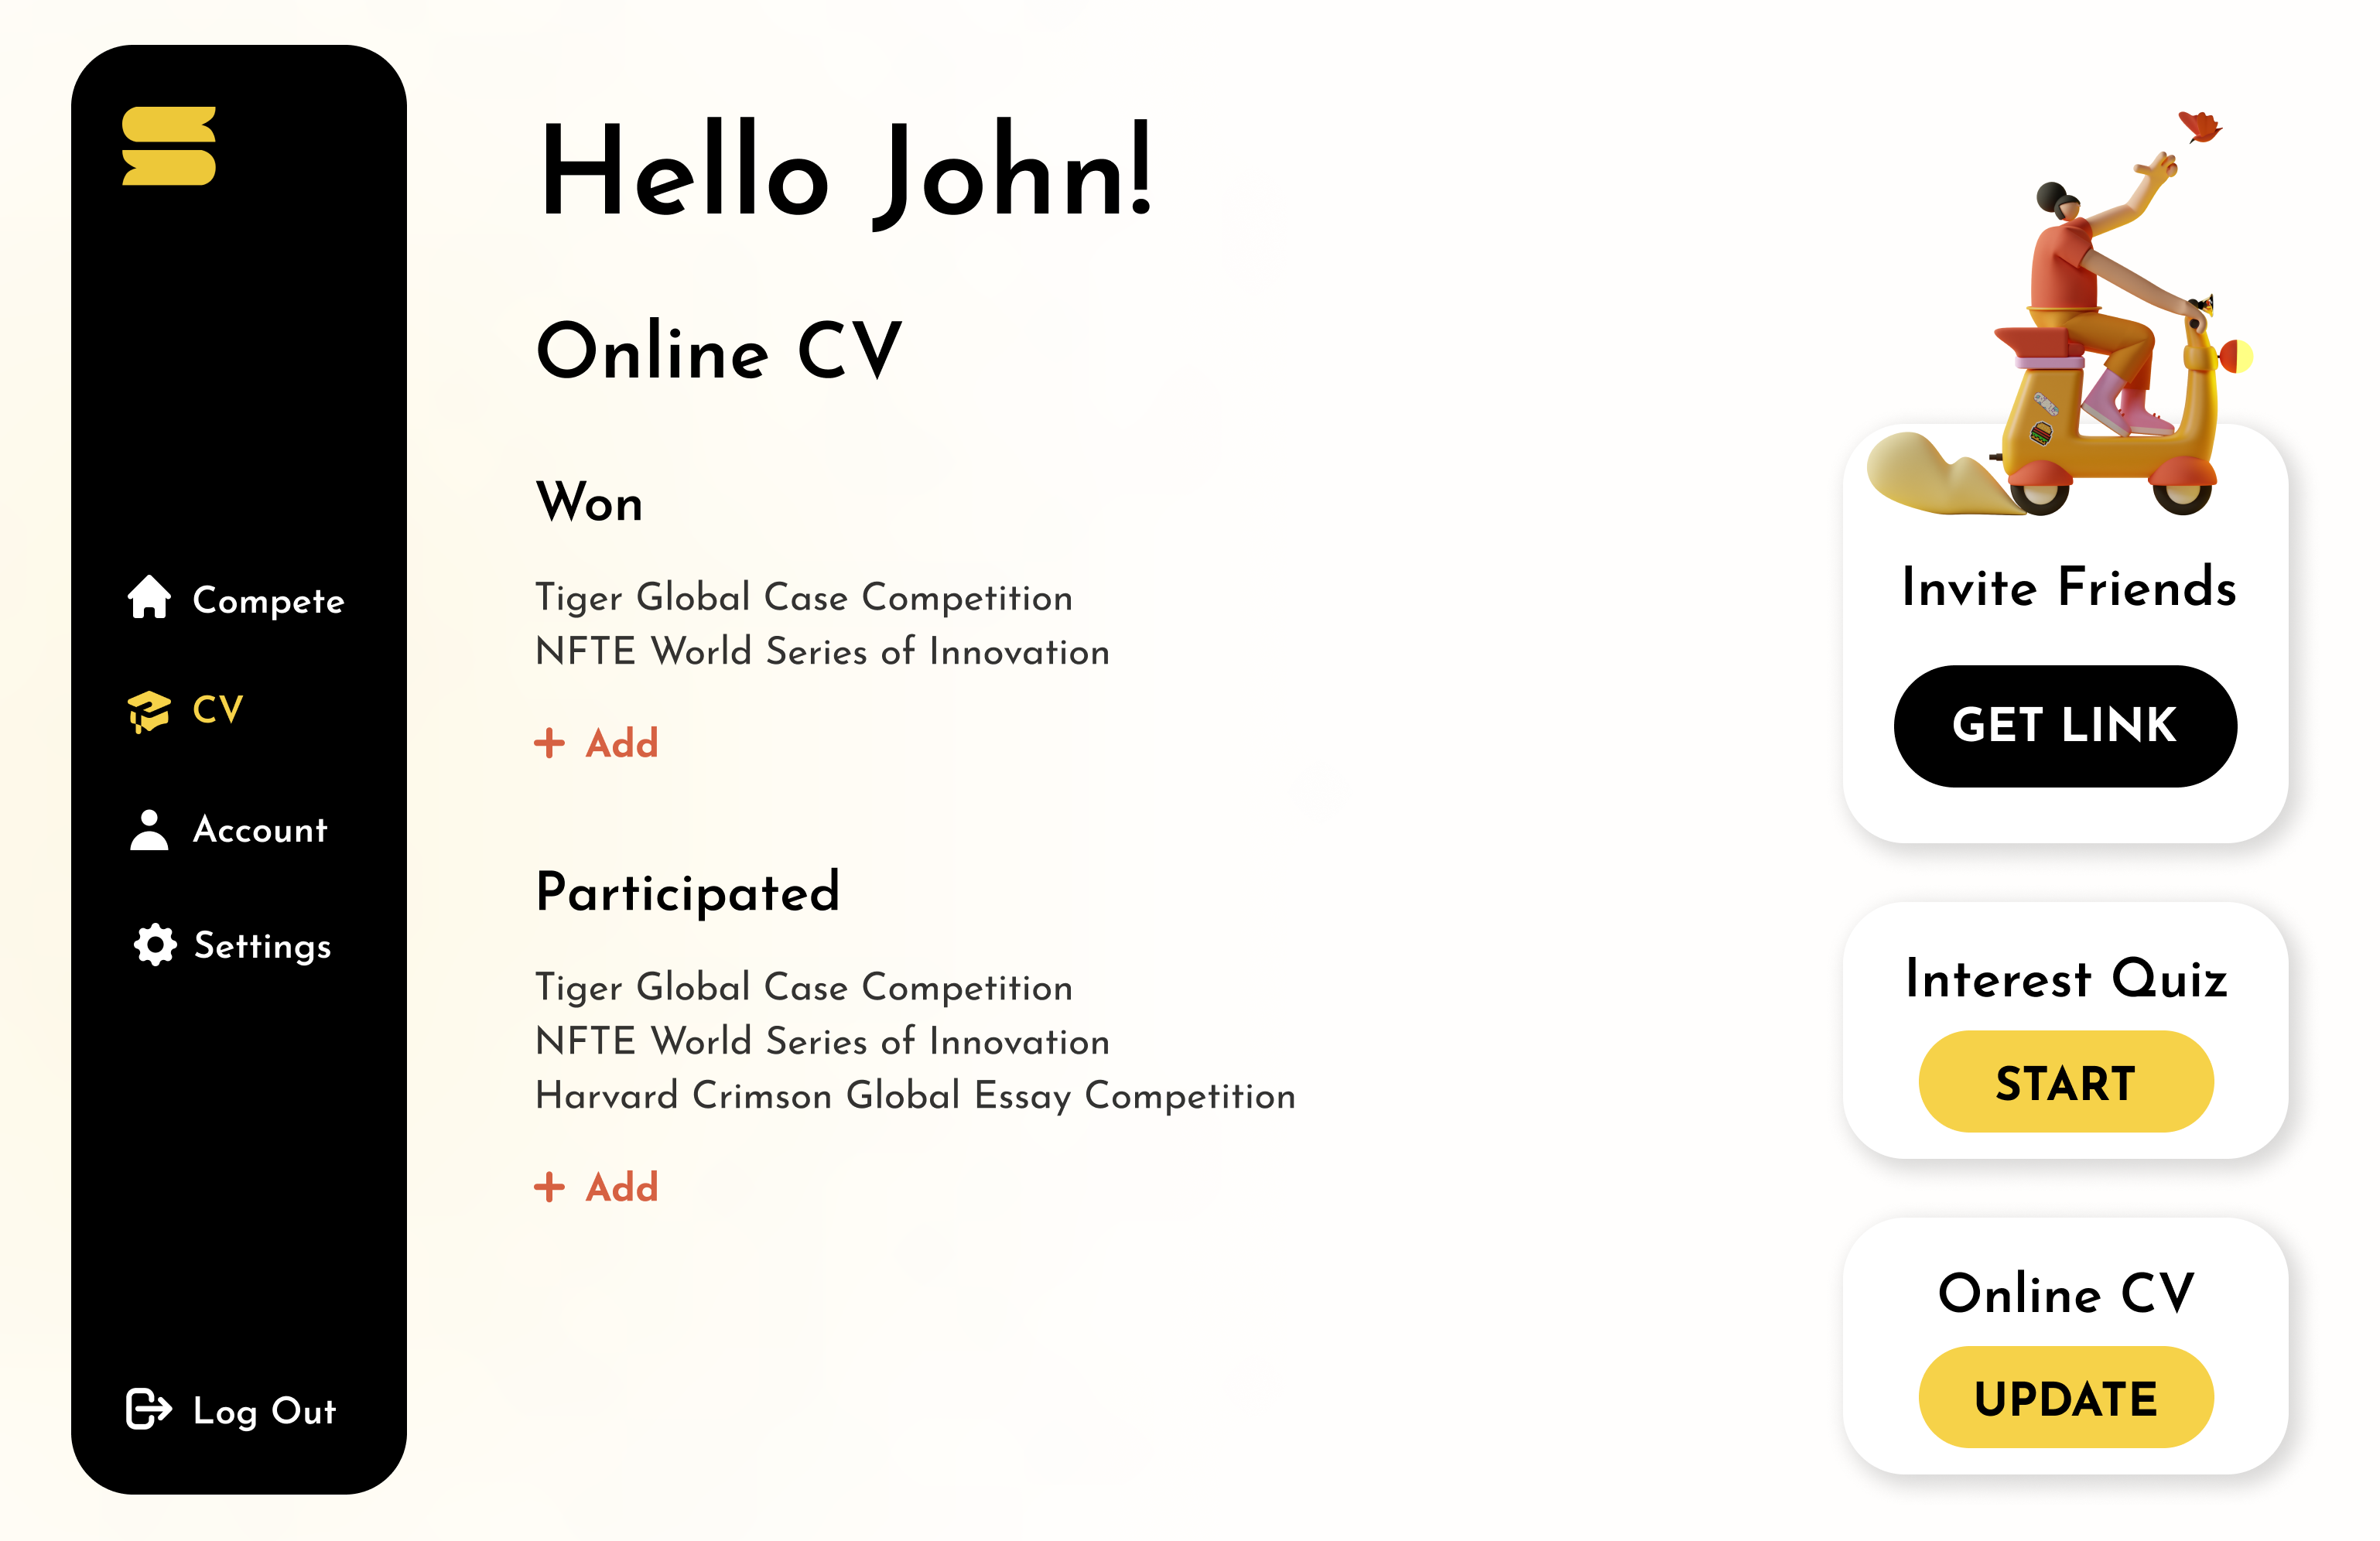 Compete
CV
Account
Settings
Log Out
Hello John!
Online CV
Won
Tiger Global Case Competition
NFTE World Series of Innovation
+ Add
Participated
Tiger Global Case Competition
NFTE World Series of Innovation
Harvard Crimson Global Essay Competition
+ Add
Invite Friends
GET LINK
Interest Quiz
START
Online CV
UPDATE